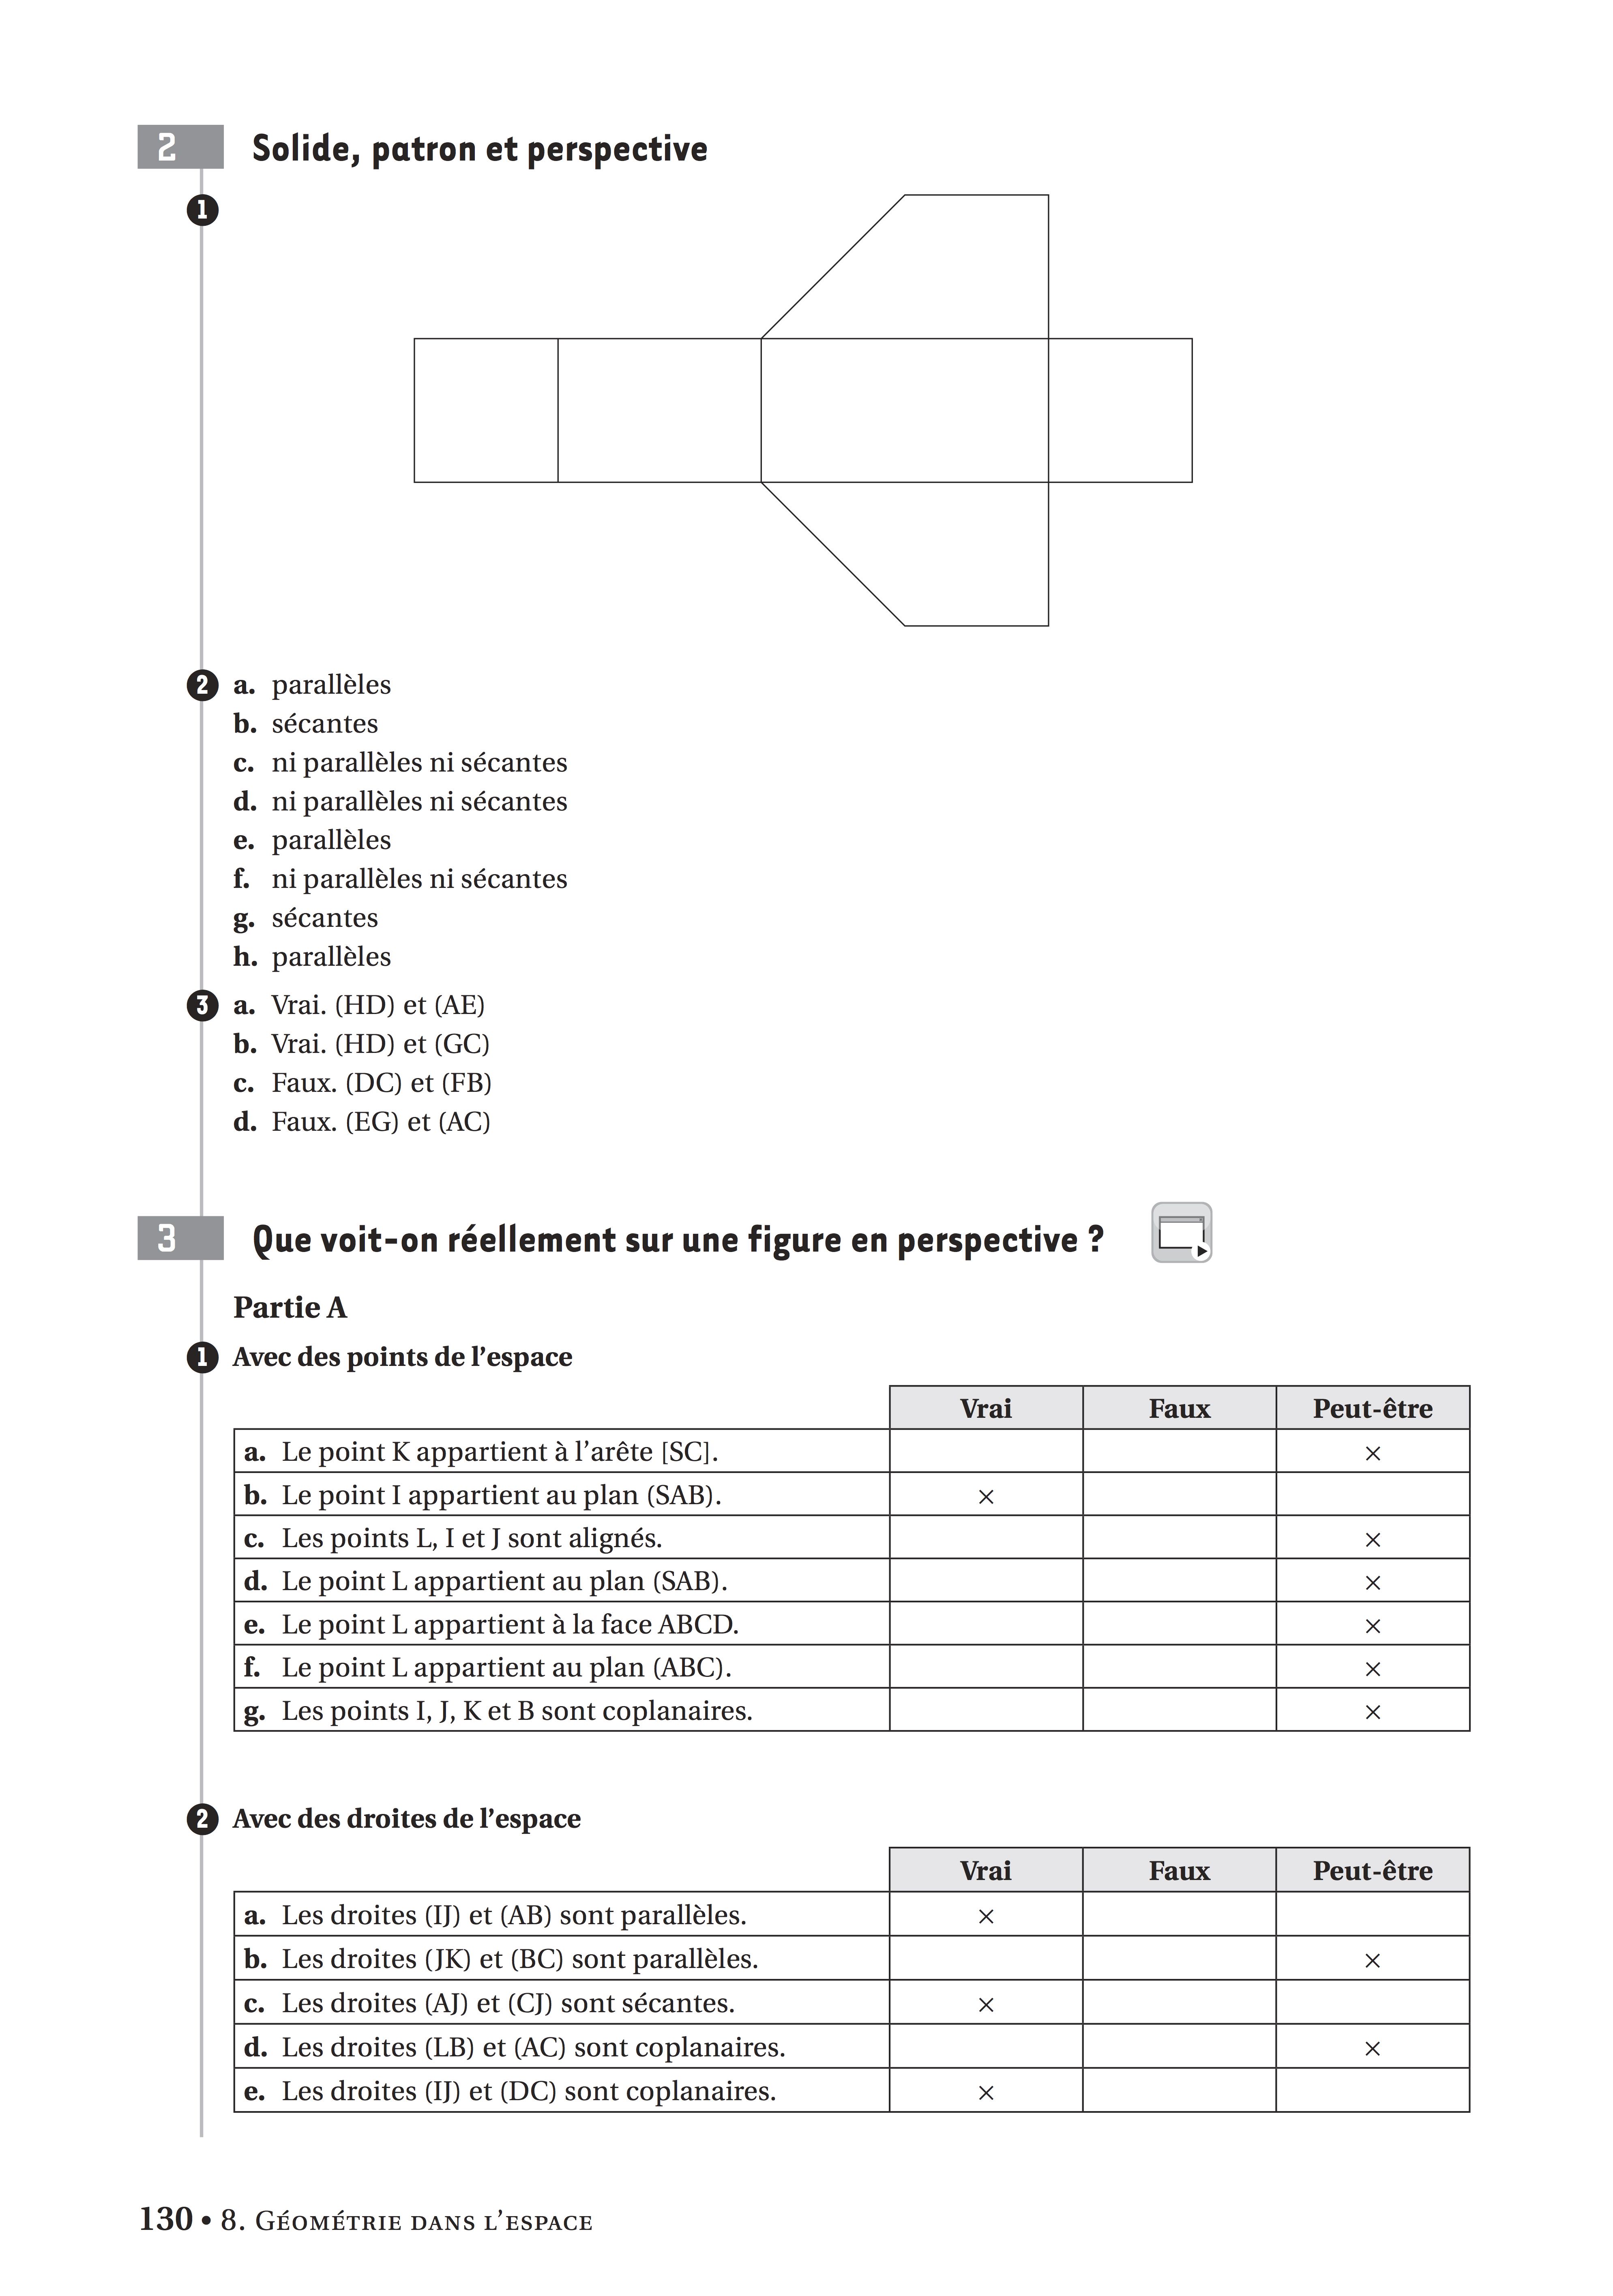 2 Solide, patron et perspective
1
2 a. parallèles
b. sécantes
c. ni parallèles ni sécantes
d. ni parallèles ni sécantes
e. parallèles
f. ni parallèles ni sécantes
g. sécantes
h. parallèles
3 a. Vrai. (HD) et (AE)
b. Vrai. (HD) et (GC)
c. Faux. (DC) et (FB)
d. Faux. (EG) et (AC)
3 Que voit-on réellement sur une figure en perspective ?
Partie A
1 Avec des points de l’espace
Vrai Faux Peut-être
a. Le point K appartient à l’arête [SC]. ×
b. Le point I appartient au plan (SAB). ×
c. Les points L, I et J sont alignés. ×
d. Le point L appartient au plan (SAB). ×
e. Le point L appartient à la face ABCD. ×
f. Le point L appartient au plan (ABC). ×
g. Les points I, J, K et B sont coplanaires. ×
2 Avec des droites de l’espace
Vrai Faux Peut-être
a. Les droites (IJ) et (AB) sont parallèles. ×
b. Les droites (JK) et (BC) sont parallèles. ×
c. Les droites (AJ) et (CJ) sont sécantes. ×
d. Les droites (LB) et (AC) sont coplanaires. ×
e. Les droites (IJ) et (DC) sont coplanaires. ×
130 • 8. Géométrie dans l’espace